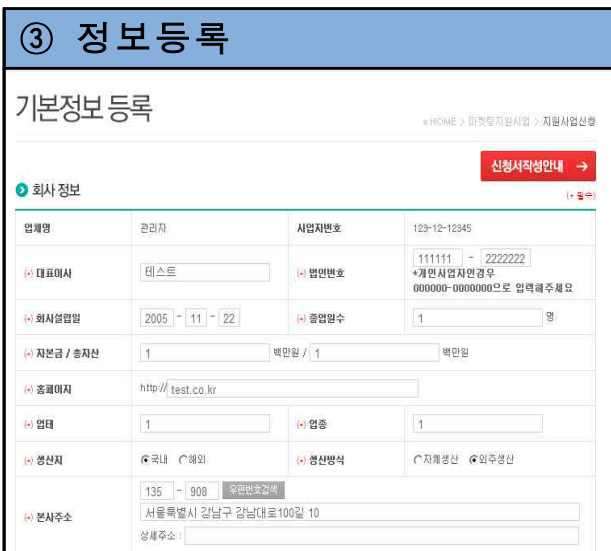 ③ 정보등록
기본정보 등록
HOME > 마켓팅지원사업 > 지원사업신청
신청서작성안내 →
회사 정보
(* 필수)
업체명 관리자 사업자번호 123-12-12345
(*) 대표이사 테스트 (*) 법인번호 111111 - 2222222
*개인사업자인경우
000000-0000000으로 입력해주세요
(*) 회사설립일 2005 - 11 - 22 (*) 종업원수 1 명
(*) 자본금 / 총자산 1 백만원 / 1 백만원
(*) 홈페이지 http:// test.co.kr
(*) 업태 1 (*) 업종 1
(*) 생산지 국내 해외 (*) 생산방식 자체생산 외주생산
135 - 908 우편번호검색
(*) 본사주소 서울특별시 강남구 강남대로100길 10
상세주소 :